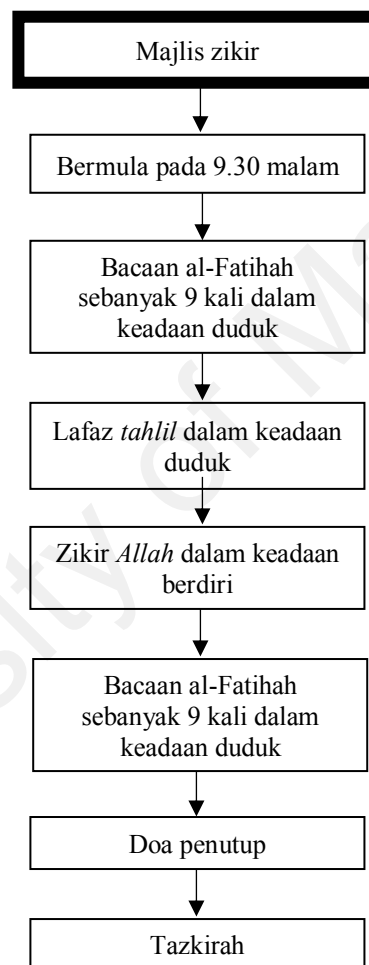 Majlis zikir
Bermula pada 9.30 malam
Bacaan al-Fatihah
sebanyak 9 kali dalam
keadaan duduk
Lafaz tahlil dalam keadaan
duduk
Zikir Allah dalam keadaan
berdiri
Bacaan al-Fatihah
sebanyak 9 kali dalam
keadaan duduk
Doa penutup
Tazkirah